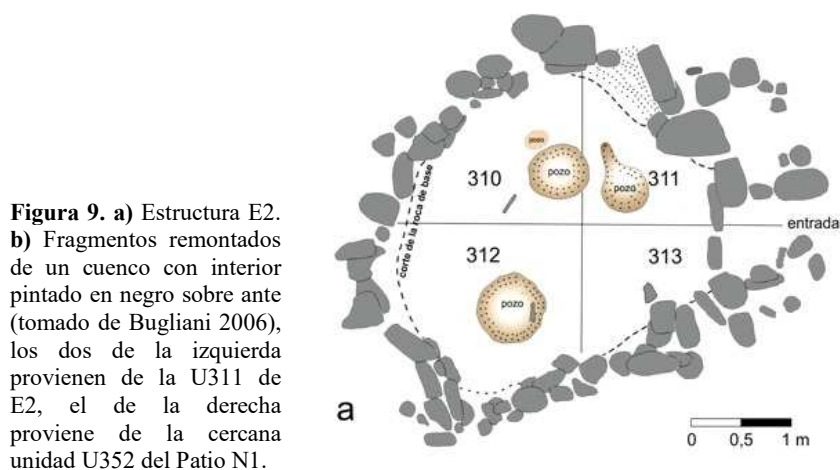 Figura 9. a) Estructura E2.
b) Fragmentos remontados
de un cuenco con interior
pintado en negro sobre ante
(tomado de Bugliani 2006),
los dos de la izquierda
provienen de la U311 de
E2, el de la derecha
proviene de la cercana
unidad U352 del Patio N1.
poso
pozo
pozo
310
311
corte de la roca de base
entrada
312
313
pozo
a
0 0,5 1 m